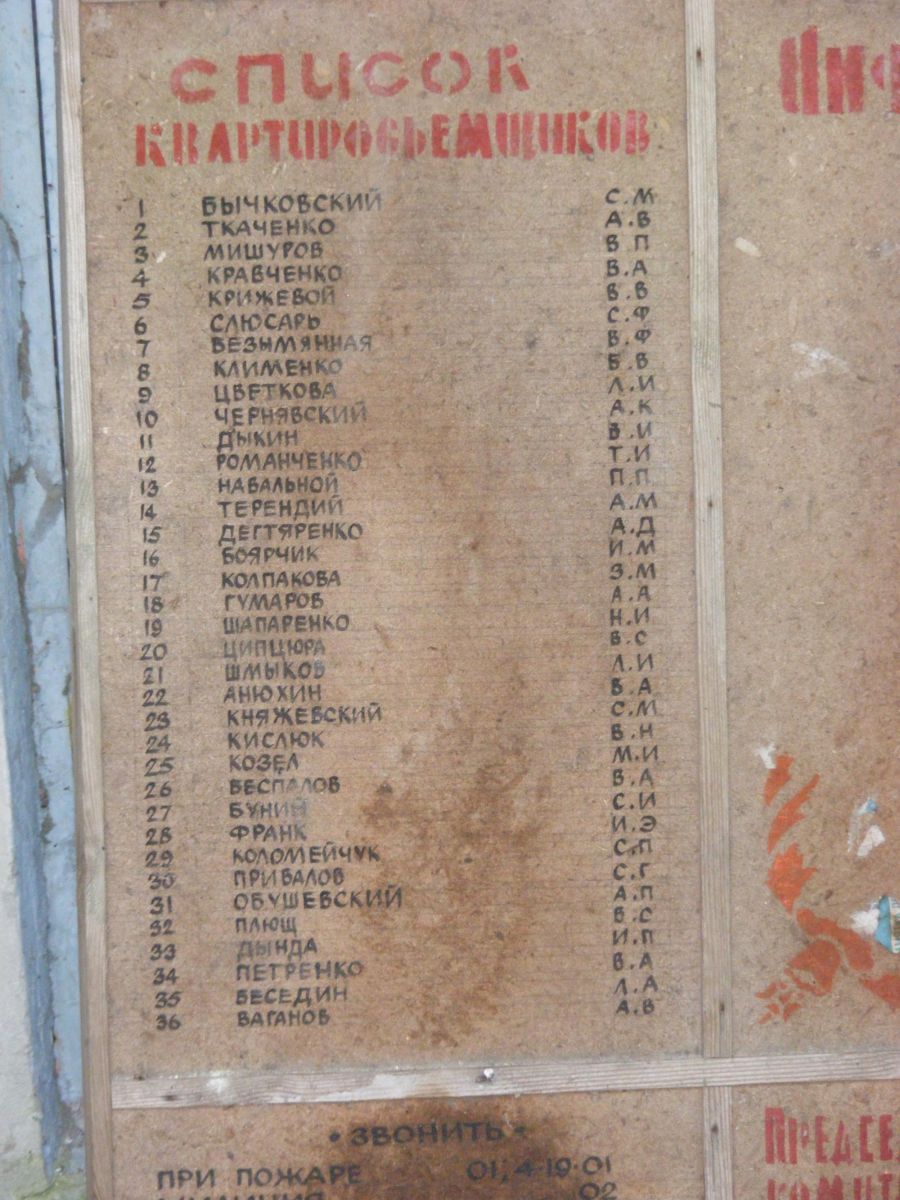 СПИСОК
КВАРТИРОСЬЕМЩИКОВ
1 БЫЧКОВСКИЙ С.М
2 ТКАЧЕНКО А.В
3 МИШУРОВ В П
4 КРАВЧЕНКО В.А
5 КРИЖЕВОЙ В.В
6 СЛЮСАРЬ С.Ф
7 БЕЗЫМЯННАЯ В.Ф
8 КЛИМЕНКО Б.В
9 ЦВЕТКОВА Л.И
10 ЧЕРНЯВСКИЙ А.К
11 ДЫКИН В.И
12 РОМАНЧЕНКО Т.И
13 НАВАЛЬНОЙ П.П
14 ТЕРЕНДИЙ А.М
15 ДЕГТЯРЕНКО А.Д
16 БОЯРЧИК И.М
17 КОЛПАКОВА З.М
18 ГУМАРОВ А.А
19 ШАПАРЕНКО Н.И
20 ЦИПЦЮРА В.С
21 ШМЫКОВ Л.И
22 АНЮХИН В.А
23 КНЯЖЕВСКИЙ С.М
24 КИСЛЮК В.Н
25 КОЗЕЛ М.И
26 БЕСПАЛОВ В.А
27 БУНИЙ С.И
28 ФРАНК И.Э
29 КОЛОМЕЙЧУК С.П
30 ПРИВАЛОВ С.Г
31 ОБУШЕВСКИЙ А.П
32 ПЛЮЩ В.С
33 ДЫНДА И.П
34 ПЕТРЕНКО В.А
35 БЕСЕДИН Л.А
36 ВАГАНОВ А.В
• ЗВОНИТЬ •
ПРИ ПОЖАРЕ 01, 4-19-01
02
ИНФ
ПРЕДСЕ